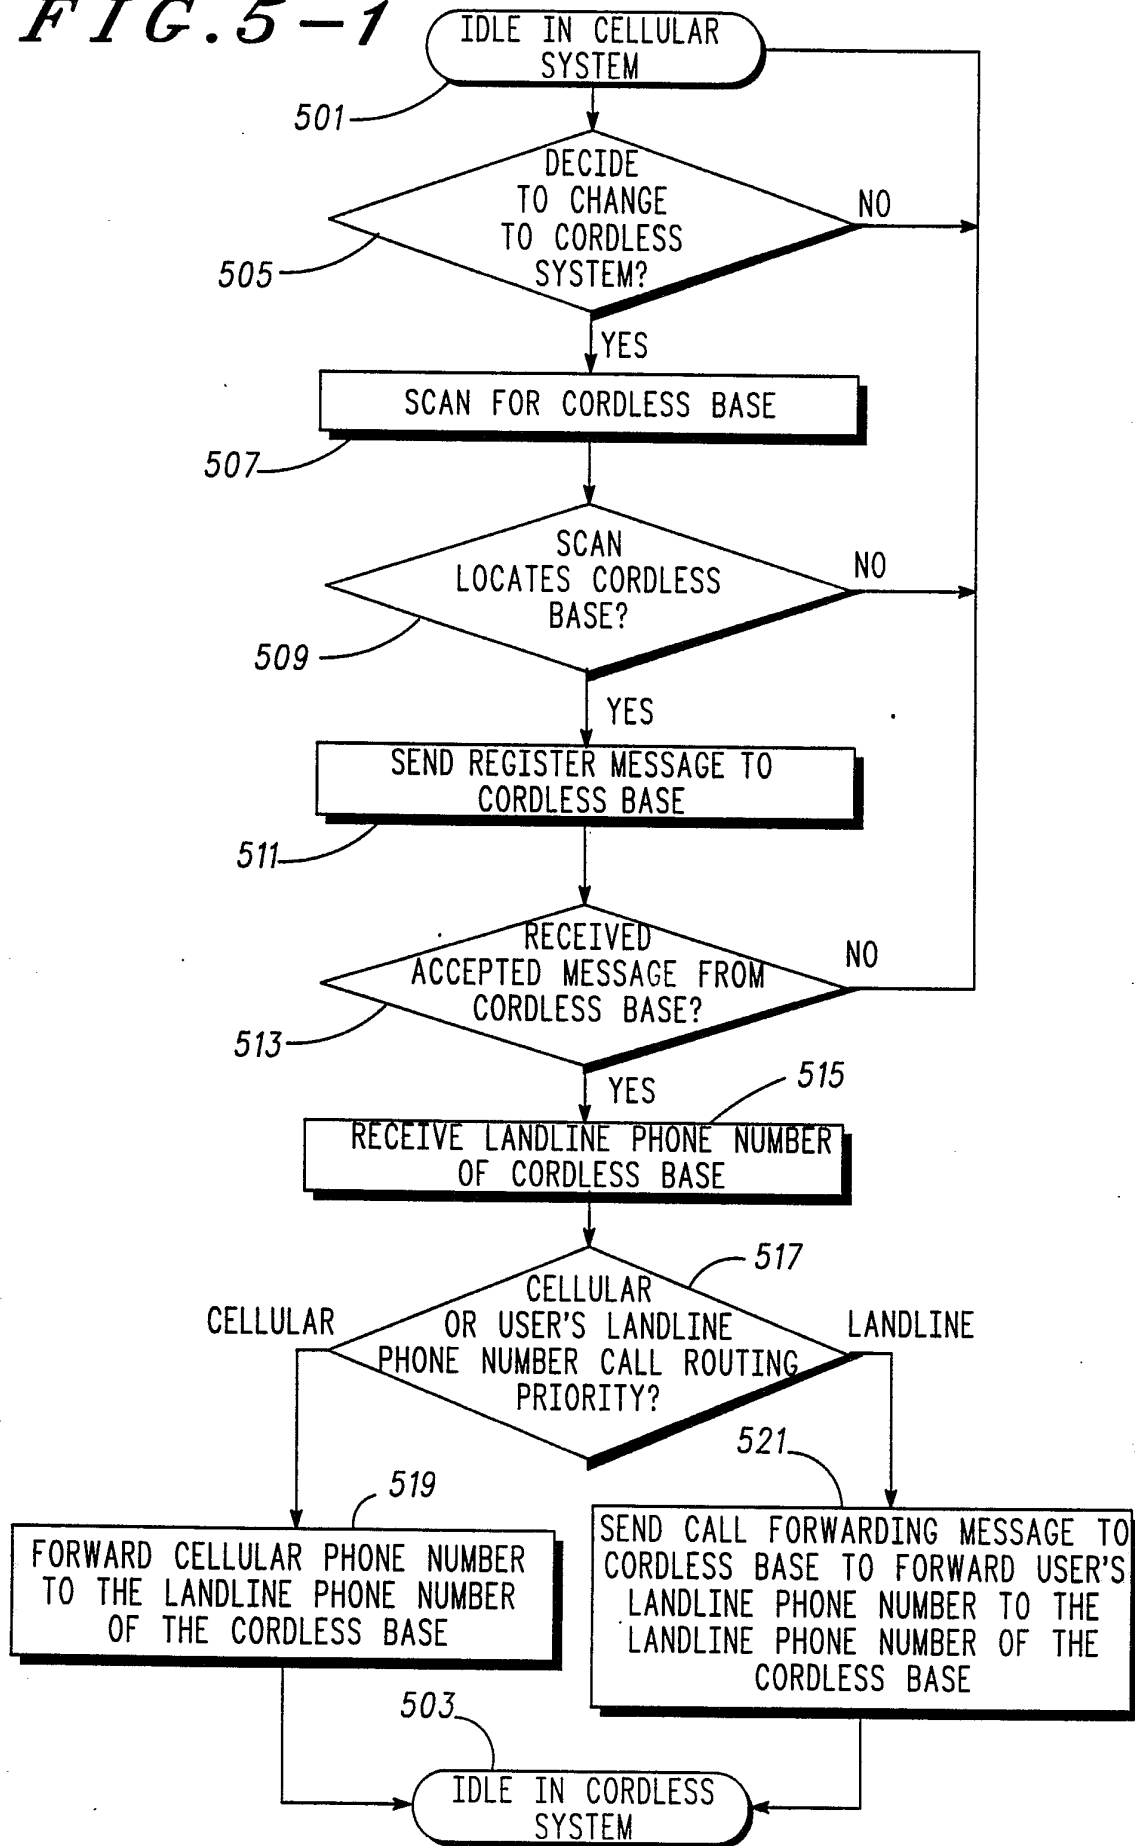 FIG.5-1
IDLE IN CELLULAR
SYSTEM
501
DECIDE
TO CHANGE
TO CORDLESS
SYSTEM?
NO
505
YES
SCAN FOR CORDLESS BASE
507
SCAN
LOCATES CORDLESS
BASE?
NO
509
YES
SEND REGISTER MESSAGE TO
CORDLESS BASE
511
RECEIVED
ACCEPTED MESSAGE FROM
CORDLESS BASE?
NO
513
YES
515
RECEIVE LANDLINE PHONE NUMBER
OF CORDLESS BASE
517
CELLULAR
OR USER'S LANDLINE
PHONE NUMBER CALL ROUTING
PRIORITY?
CELLULAR
LANDLINE
519
FORWARD CELLULAR PHONE NUMBER
TO THE LANDLINE PHONE NUMBER
OF THE CORDLESS BASE
521
SEND CALL FORWARDING MESSAGE TO
CORDLESS BASE TO FORWARD USER'S
LANDLINE PHONE NUMBER TO THE
LANDLINE PHONE NUMBER OF THE
CORDLESS BASE
503
IDLE IN CORDLESS
SYSTEM